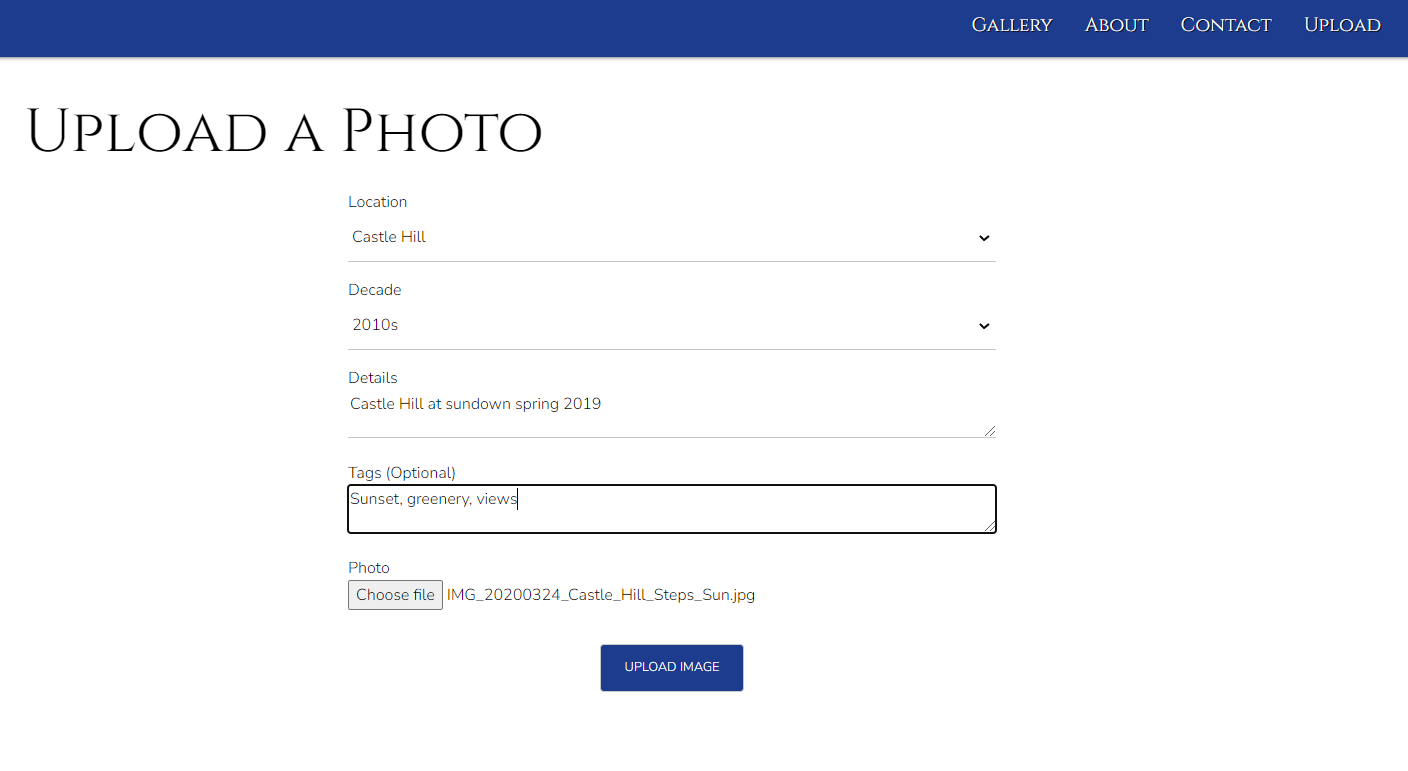 Gallery About Contact Upload
Upload a Photo
Location
Castle Hill
Decade
2010s
Details
Castle Hill at sundown spring 2019
Tags (Optional)
Sunset, greenery, views
Photo
Choose file IMG_20200324_Castle_Hill_Steps_Sun.jpg
UPLOAD IMAGE